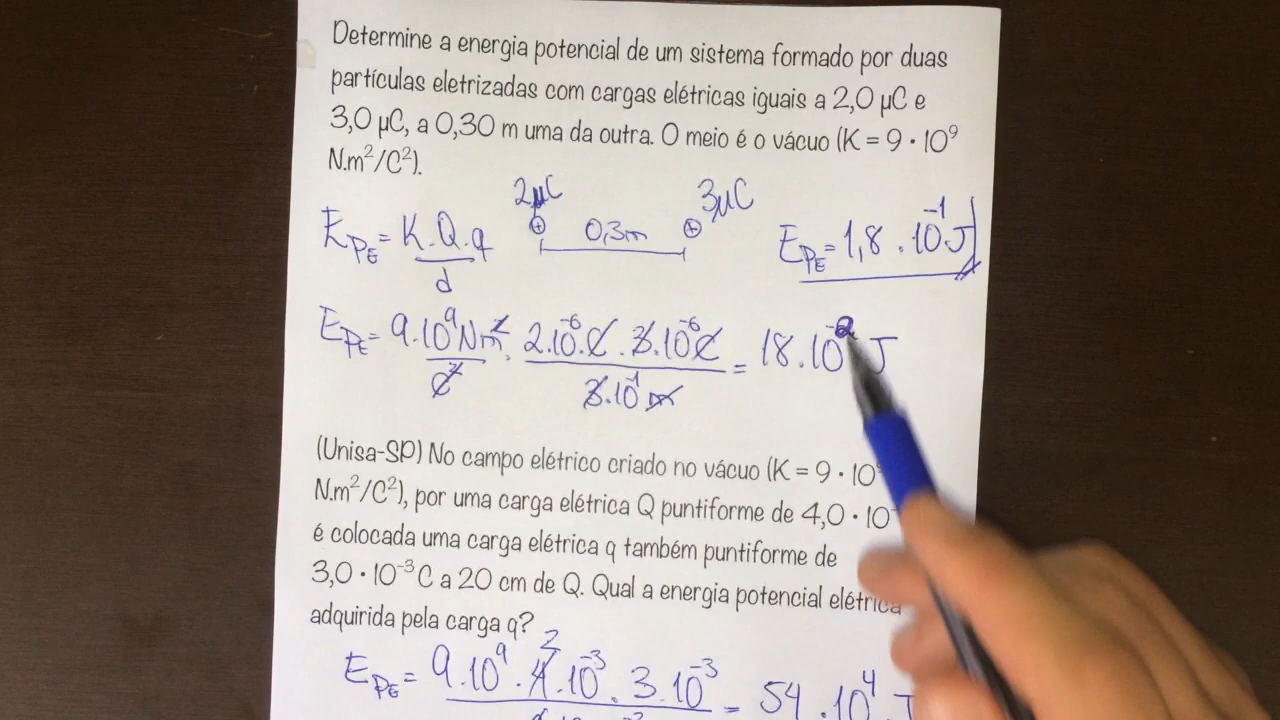 Determine a energia potencial de um sistema formado por duas
partículas eletrizadas com cargas elétricas iguais a 2,0 µC e
3,0 µC, a 0,30 m uma da outra. O meio é o vácuo (K = 9 · 10⁹
N.m²/C²).
2µC 3µC
E_PE = K.Q.q / d
⊕ 0,3m ⊕
E_PE = 1,8 . 10⁻¹ J
E_PE = 9.10⁹ Nm² / C² . 2.10⁻⁶ C . 3.10⁻⁶ C / 3.10⁻¹ m = 18.10⁻² J
(Unisa-SP) No campo elétrico criado no vácuo (K = 9 · 10
N.m²/C²), por uma carga elétrica Q puntiforme de 4,0 · 10
é colocada uma carga elétrica q também puntiforme de
3,0 · 10⁻³ C a 20 cm de Q. Qual a energia potencial elétrica
adquirida pela carga q?
E_PE = 9.10⁹ . 4.10⁻³ . 3.10⁻³ = 54 . 10⁴ J
2